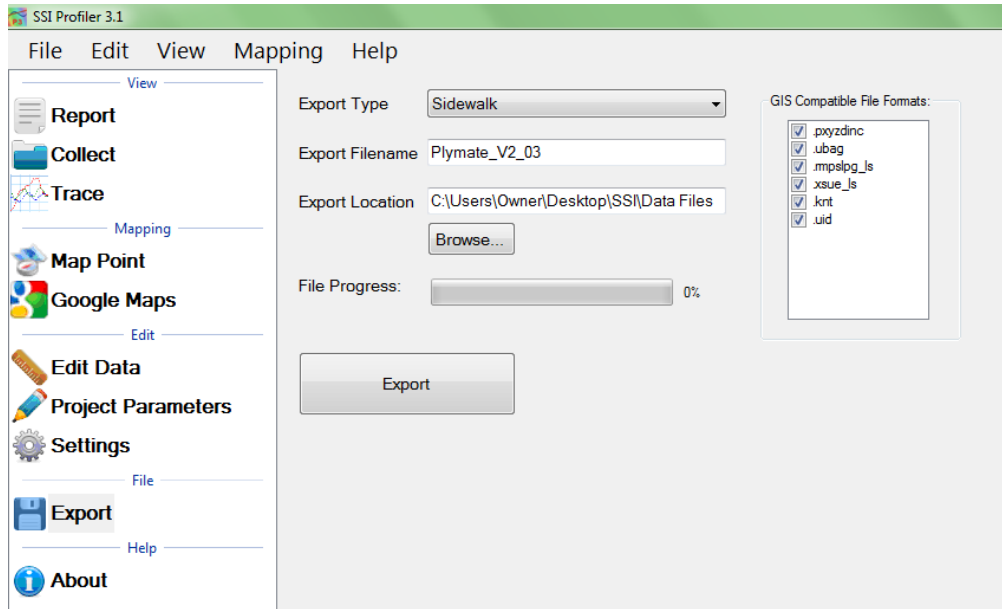 SSI Profiler 3.1
File Edit View Mapping Help
View
Report
Collect
Trace
Mapping
Map Point
Google Maps
Edit
Edit Data
Project Parameters
Settings
File
Export
Help
About
Export Type Sidewalk
Export Filename Plymate_V2_03
Export Location C:\Users\Owner\Desktop\SSI\Data Files
Browse...
File Progress: 0%
Export
GIS Compatible File Formats:
.pxyzdinc
.ubag
.mpslpg_ls
.xsue_ls
.knt
.uid